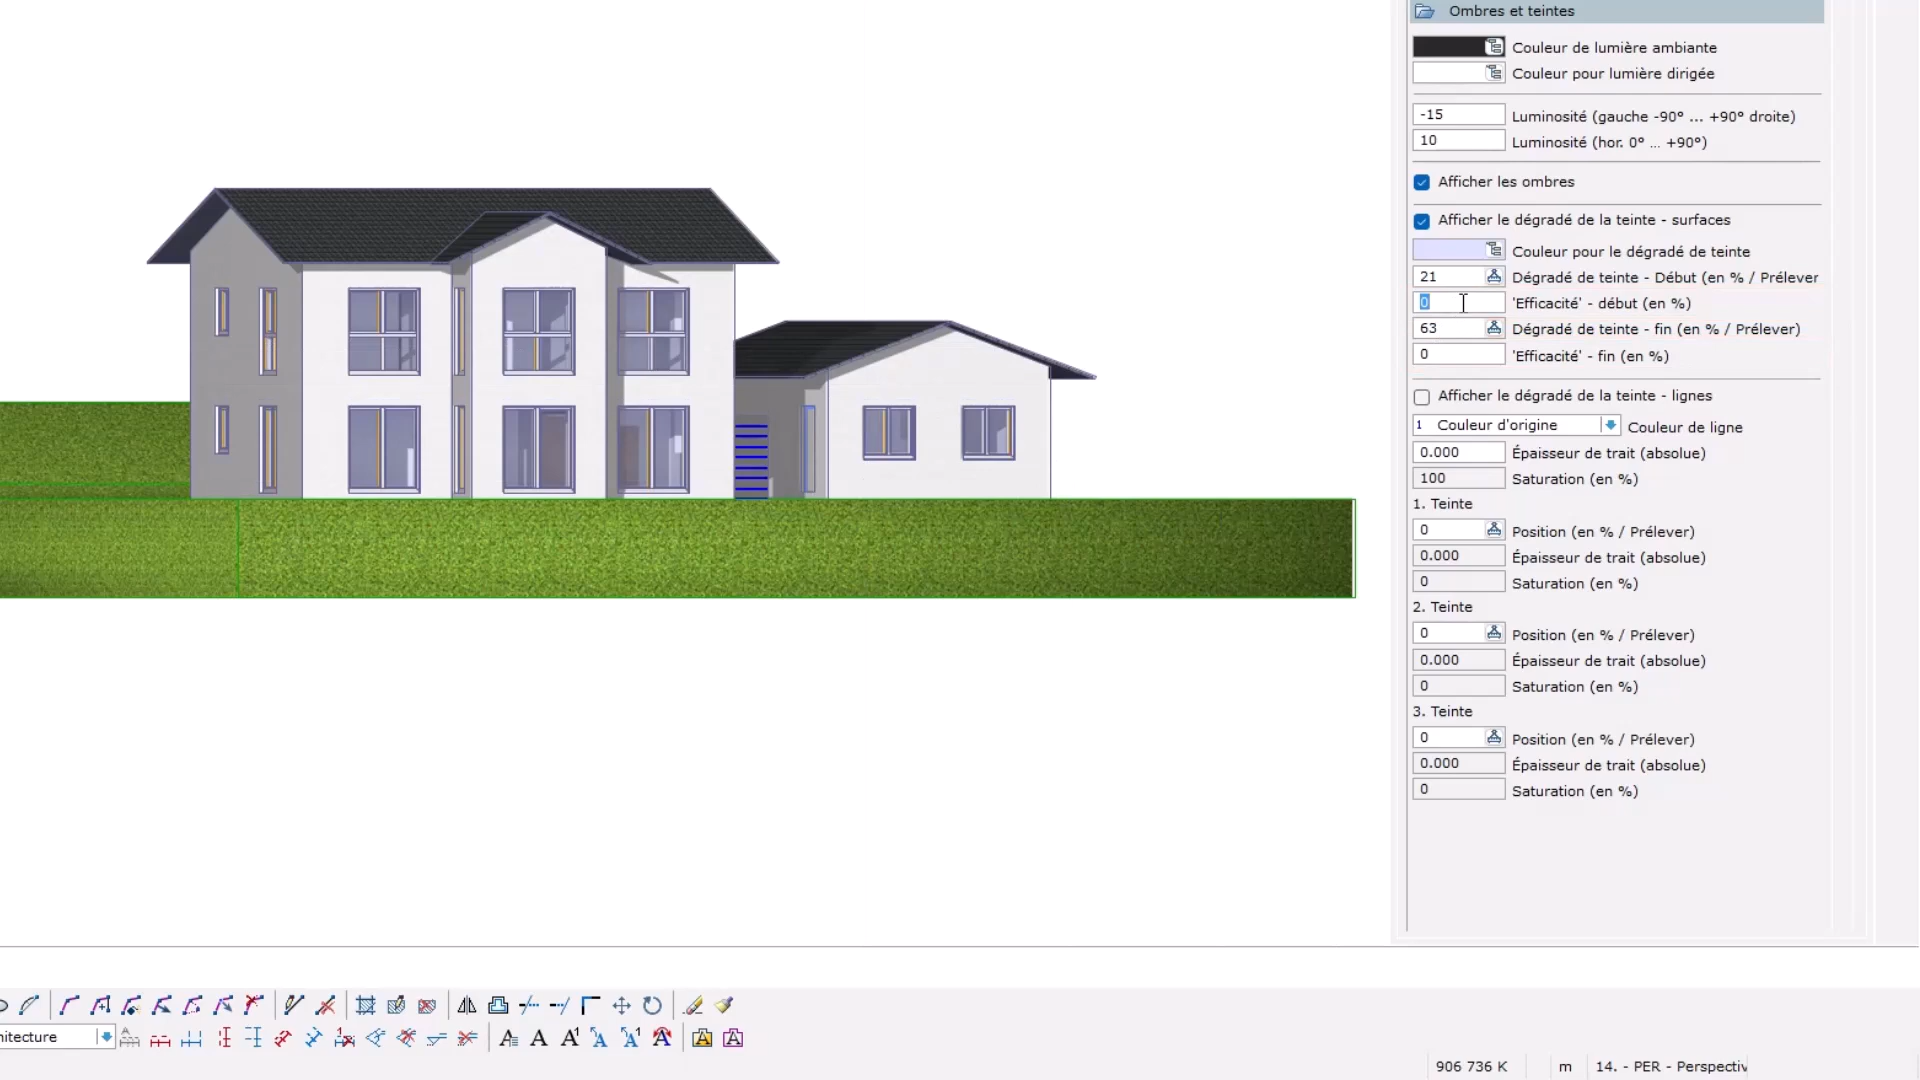 Ombres et teintes
Couleur de lumière ambiante
Couleur pour lumière dirigée
-15 Luminosité (gauche -90° ... +90° droite)
10 Luminosité (hor. 0° ... +90°)
Afficher les ombres
Afficher le dégradé de la teinte - surfaces
Couleur pour le dégradé de teinte
21 Dégradé de teinte - Début (en % / Prélever
0 'Efficacité' - début (en %)
63 Dégradé de teinte - fin (en % / Prélever)
0 'Efficacité' - fin (en %)
Afficher le dégradé de la teinte - lignes
1 Couleur d'origine Couleur de ligne
0.000 Épaisseur de trait (absolue)
100 Saturation (en %)
1. Teinte
0 Position (en % / Prélever)
0.000 Épaisseur de trait (absolue)
0 Saturation (en %)
2. Teinte
0 Position (en % / Prélever)
0.000 Épaisseur de trait (absolue)
0 Saturation (en %)
3. Teinte
0 Position (en % / Prélever)
0.000 Épaisseur de trait (absolue)
0 Saturation (en %)
hitecture
906 736 K m 14. - PER - Perspectiv